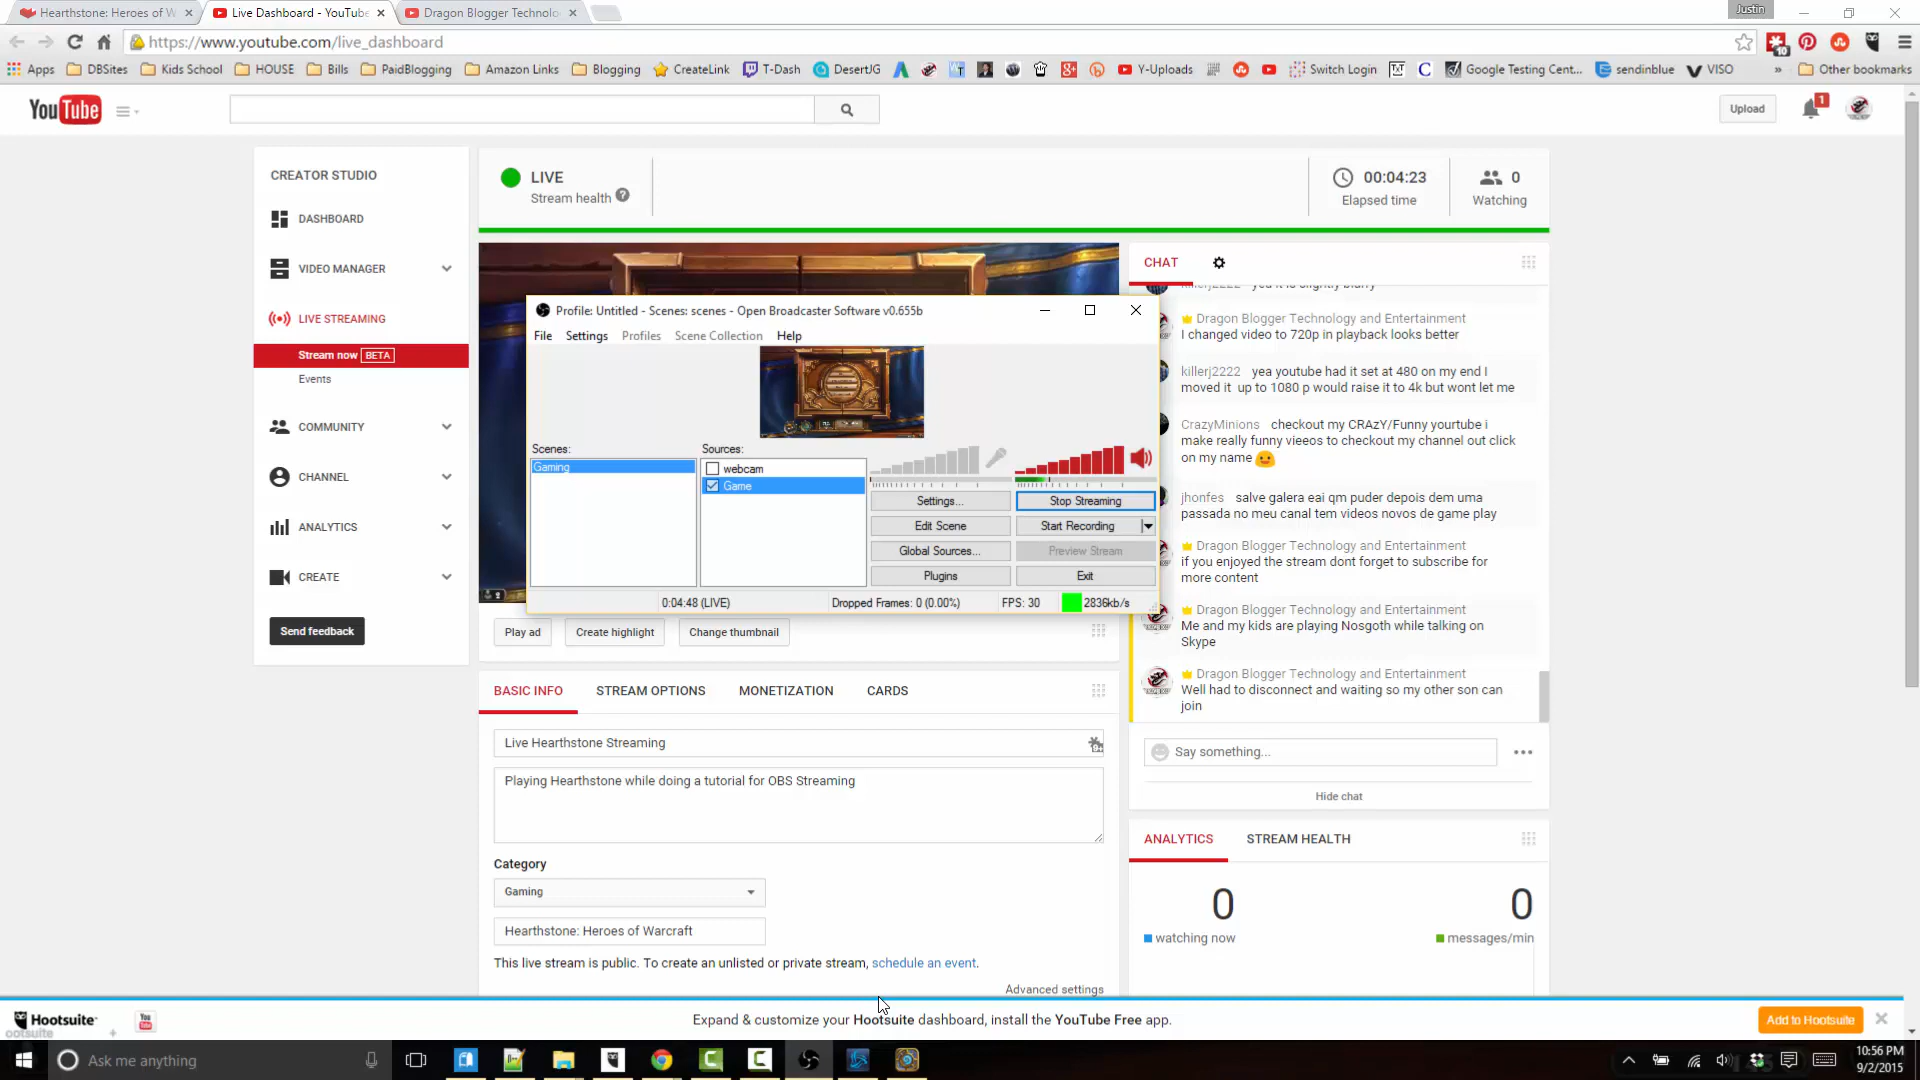 Hearthstone: Heroes of W
Live Dashboard - YouTube
Dragon Blogger Technolo
Justin
https://www.youtube.com/live_dashboard
10
Apps
DBSites
Kids School
HOUSE
Bills
PaidBlogging
Amazon Links
Blogging
CreateLink
T-Dash
DesertJG
Y-Uploads
Switch Login
Google Testing Cent...
sendinblue
VISO
»
Other bookmarks
YouTube
Upload
1
CREATOR STUDIO
DASHBOARD
VIDEO MANAGER
LIVE STREAMING
Stream now BETA
Events
COMMUNITY
CHANNEL
ANALYTICS
CREATE
Send feedback
LIVE
Stream health ?
00:04:23
Elapsed time
0
Watching
Profile: Untitled - Scenes: scenes - Open Broadcaster Software v0.655b
File Settings Profiles Scene Collection Help
Scenes:
Gaming
Sources:
webcam
Game
Settings...
Stop Streaming
Edit Scene
Start Recording
Global Sources...
Preview Stream
Plugins
Exit
0:04:48 (LIVE)
Dropped Frames: 0 (0.00%)
FPS: 30
2836kb/s
Play ad
Create highlight
Change thumbnail
BASIC INFO
STREAM OPTIONS
MONETIZATION
CARDS
Live Hearthstone Streaming
Playing Hearthstone while doing a tutorial for OBS Streaming
Category
Gaming
Hearthstone: Heroes of Warcraft
This live stream is public. To create an unlisted or private stream, schedule an event.
Advanced settings
CHAT
killerj2222 yea it is slightly blurry
Dragon Blogger Technology and Entertainment
I changed video to 720p in playback looks better
killerj2222 yea youtube had it set at 480 on my end I
moved it up to 1080 p would raise it to 4k but wont let me
CrazyMinions checkout my CRAzY/Funny yourtube i
make really funny vieeos to checkout my channel out click
on my name
jhonfes salve galera eai qm puder depois dem uma
passada no meu canal tem videos novos de game play
Dragon Blogger Technology and Entertainment
if you enjoyed the stream dont forget to subscribe for
more content
Dragon Blogger Technology and Entertainment
Me and my kids are playing Nosgoth while talking on
Skype
Dragon Blogger Technology and Entertainment
Well had to disconnect and waiting so my other son can
join
Say something...
Hide chat
ANALYTICS
STREAM HEALTH
0
watching now
0
messages/min
Hootsuite
Expand & customize your Hootsuite dashboard, install the YouTube Free app.
Add to Hootsuite
Ask me anything
10:56 PM
9/2/2015